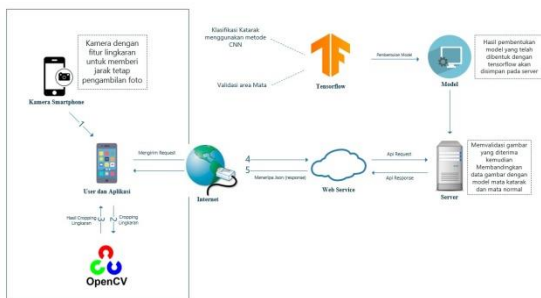 Kamera dengan
fitur lingkaran
untuk memberi
jarak tetap
pengambilan foto
Kamera Smartphone
1
User dan Aplikasi
Mengirim Request
3
Hasil Cropping
Lingkaran
2
Cropping
Lingkaran
OpenCV
Internet
4
5
Menerima Json (response)
Klasifikasi Katarak
menggunakan metode
CNN
Validasi area Mata
Tensorflow
Pembentukan Model
Model
Hasil pembentukan
model yang telah
dibentuk dengan
tensorflow akan
disimpan pada server
Web Service
Api Request
Api Response
Server
Memvalidasi gambar
yang diterima
kemudian
Membandingkan
data gambar dengan
model mata katarak
dan mata normal